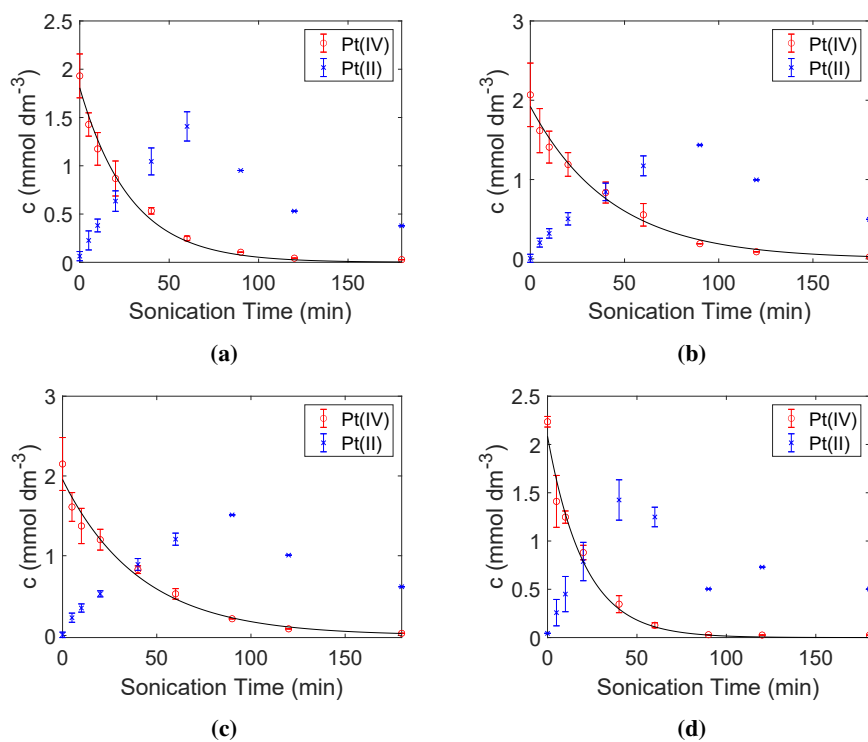 2.5
2
1.5
1
0.5
0
c (mmol dm⁻³)
0 50 100 150
Sonication Time (min)
Pt(IV)
Pt(II)
(a)
3
2
1
0
c (mmol dm⁻³)
0 50 100 150
Sonication Time (min)
Pt(IV)
Pt(II)
(b)
3
2
1
0
c (mmol dm⁻³)
0 50 100 150
Sonication Time (min)
Pt(IV)
Pt(II)
(c)
2.5
2
1.5
1
0.5
0
c (mmol dm⁻³)
0 50 100 150
Sonication Time (min)
Pt(IV)
Pt(II)
(d)